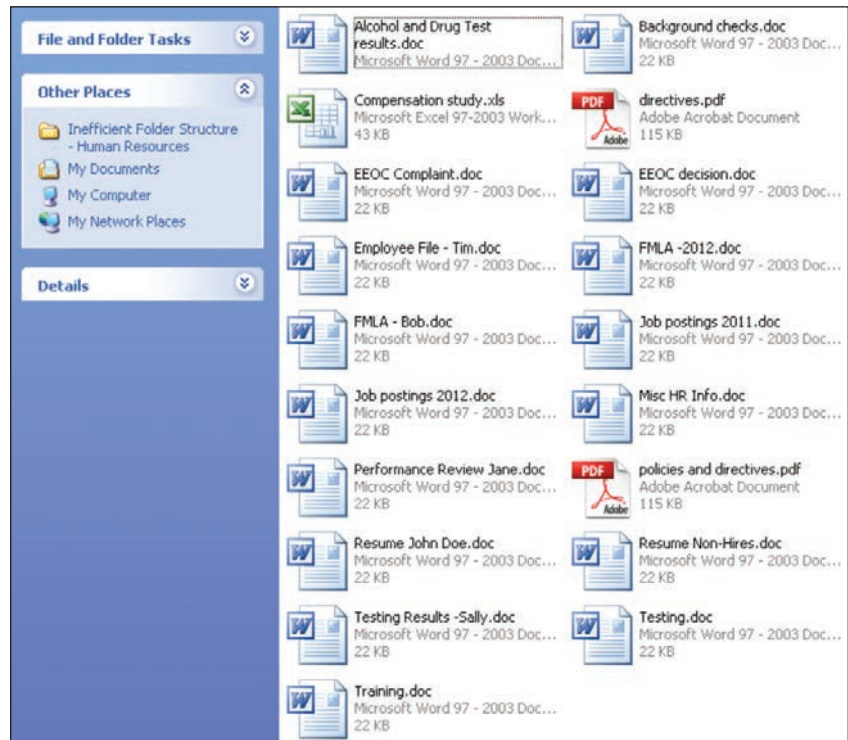 File and Folder Tasks
Other Places
Inefficient Folder Structure
- Human Resources
My Documents
My Computer
My Network Places
Details
Alcohol and Drug Test
results.doc
Microsoft Word 97 - 2003 Doc...
Background checks.doc
Microsoft Word 97 - 2003 Doc...
22 KB
Compensation study.xls
Microsoft Excel 97-2003 Work...
43 KB
PDF
Adobe
directives.pdf
Adobe Acrobat Document
115 KB
EEOC Complaint.doc
Microsoft Word 97 - 2003 Doc...
22 KB
EEOC decision.doc
Microsoft Word 97 - 2003 Doc...
22 KB
Employee File - Tim.doc
Microsoft Word 97 - 2003 Doc...
22 KB
FMLA -2012.doc
Microsoft Word 97 - 2003 Doc...
22 KB
FMLA - Bob.doc
Microsoft Word 97 - 2003 Doc...
22 KB
Job postings 2011.doc
Microsoft Word 97 - 2003 Doc...
22 KB
Job postings 2012.doc
Microsoft Word 97 - 2003 Doc...
22 KB
Misc HR Info.doc
Microsoft Word 97 - 2003 Doc...
22 KB
Performance Review Jane.doc
Microsoft Word 97 - 2003 Doc...
22 KB
PDF
Adobe
policies and directives.pdf
Adobe Acrobat Document
115 KB
Resume John Doe.doc
Microsoft Word 97 - 2003 Doc...
22 KB
Resume Non-Hires.doc
Microsoft Word 97 - 2003 Doc...
22 KB
Testing Results -Sally.doc
Microsoft Word 97 - 2003 Doc...
22 KB
Testing.doc
Microsoft Word 97 - 2003 Doc...
22 KB
Training.doc
Microsoft Word 97 - 2003 Doc...
22 KB